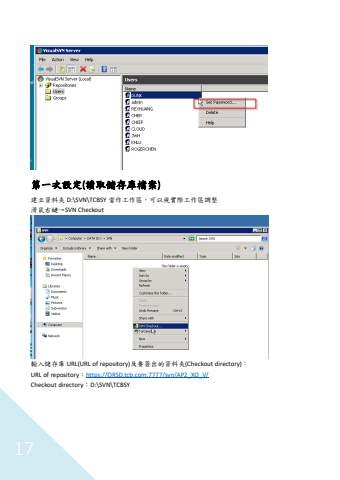 VisualSVN Server
File Action View Help
VisualSVN Server (Local)
Repositories
Users
Groups
Users
Name
DUNK
admin
REXHUANG
CHER
CHIEF
CLOUD
JWH
KHLU
ROGERCHEN
Set Password...
Delete
Help
第一次設定(讀取儲存庫檔案)
建立資料夾 D:\SVN\TCBSY 當作工作區，可以視實際工作區調整
滑鼠右鍵→SVN Checkout
SVN
Computer DATA (D:) SVN
Search SVN
Organize Include in library Share with New folder
Name
Date modified
Type
Size
This folder is empty.
Favorites
Desktop
Downloads
Recent Places
Libraries
Documents
Music
Pictures
Subversion
Videos
Computer
Network
View
Sort by
Group by
Refresh
Customize this folder...
Paste
Paste shortcut
Undo Rename Ctrl+Z
Share with
SVN Checkout...
TortoiseSVN
New
Properties
輸入儲存庫 URL(URL of repository)及要簽出的資料夾(Checkout directory)：
URL of repository：https://ORSD.tcb.com:7777/svn/AP2_XD_V/
Checkout directory：D:\SVN\TCBSY
17